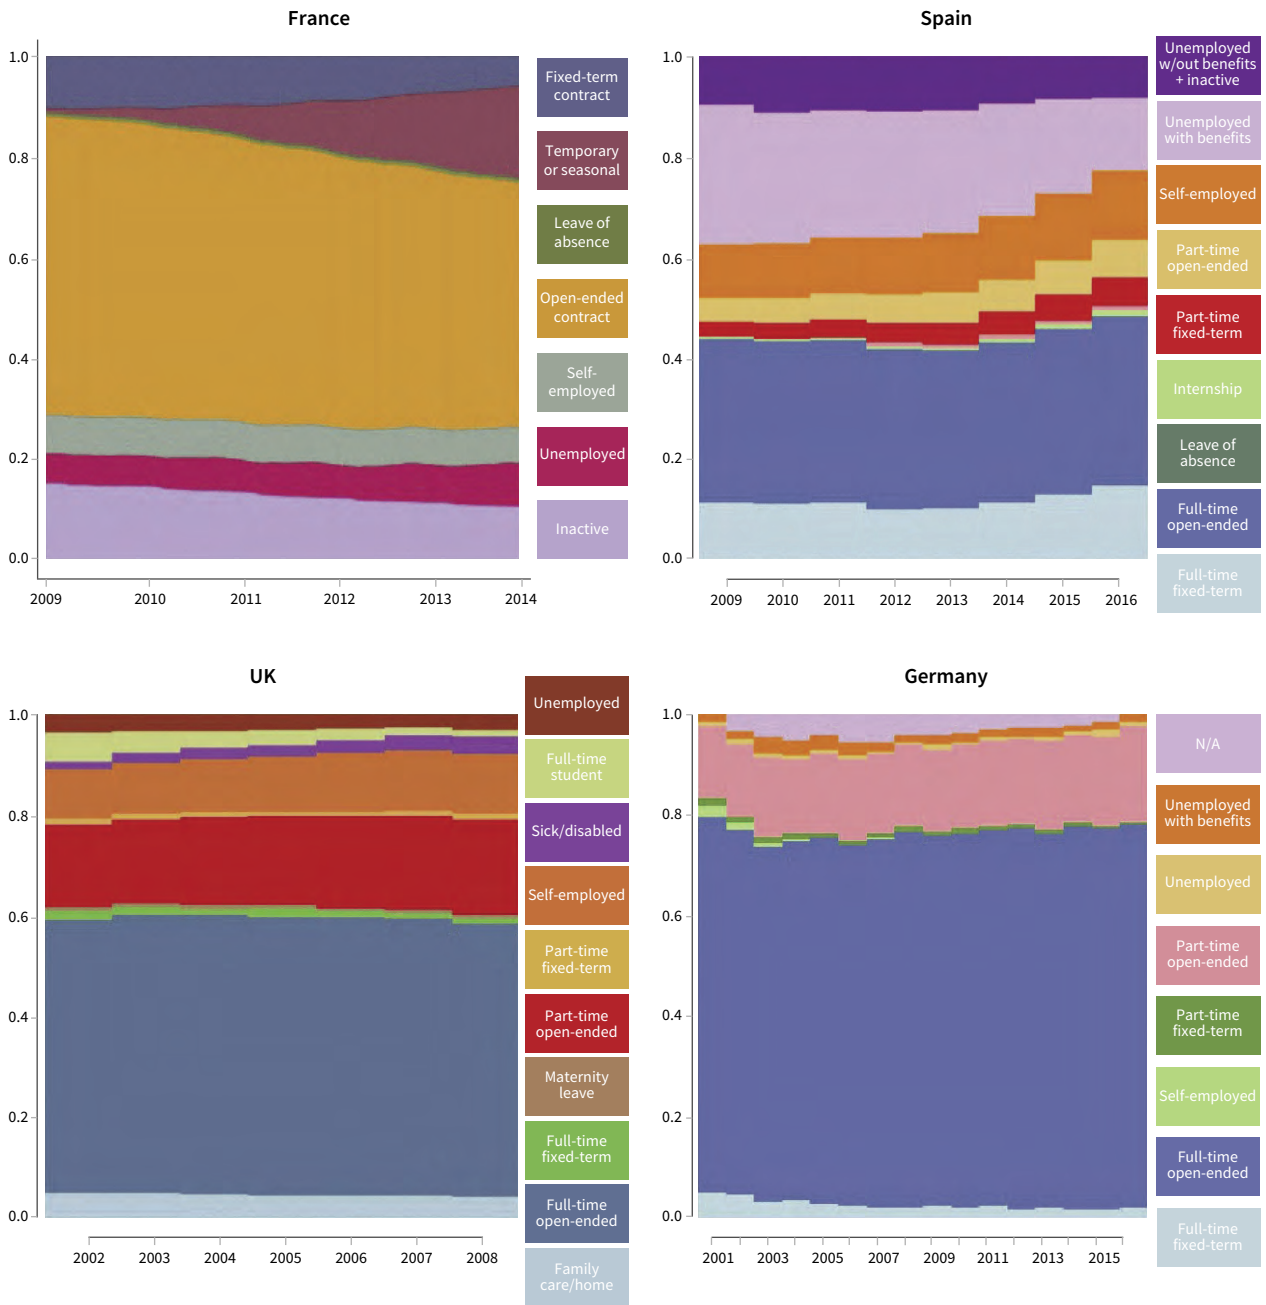 France
1.0
0.8
0.6
0.4
0.2
0.0
2009
2010
2011
2012
2013
2014
Fixed-term
contract
Temporary
or seasonal
Leave of
absence
Open-ended
contract
Self-
employed
Unemployed
Inactive
Spain
1.0
0.8
0.6
0.4
0.2
0.0
2009
2010
2011
2012
2013
2014
2015
2016
Unemployed
w/out benefits
+ inactive
Unemployed
with benefits
Self-employed
Part-time
open-ended
Part-time
fixed-term
Internship
Leave of
absence
Full-time
open-ended
Full-time
fixed-term
UK
1.0
0.8
0.6
0.4
0.2
0.0
2002
2003
2004
2005
2006
2007
2008
Unemployed
Full-time
student
Sick/disabled
Self-employed
Part-time
fixed-term
Part-time
open-ended
Maternity
leave
Full-time
fixed-term
Full-time
open-ended
Family
care/home
Germany
1.0
0.8
0.6
0.4
0.2
0.0
2001
2003
2005
2007
2009
2011
2013
2015
N/A
Unemployed
with benefits
Unemployed
Part-time
open-ended
Part-time
fixed-term
Self-employed
Full-time
open-ended
Full-time
fixed-term